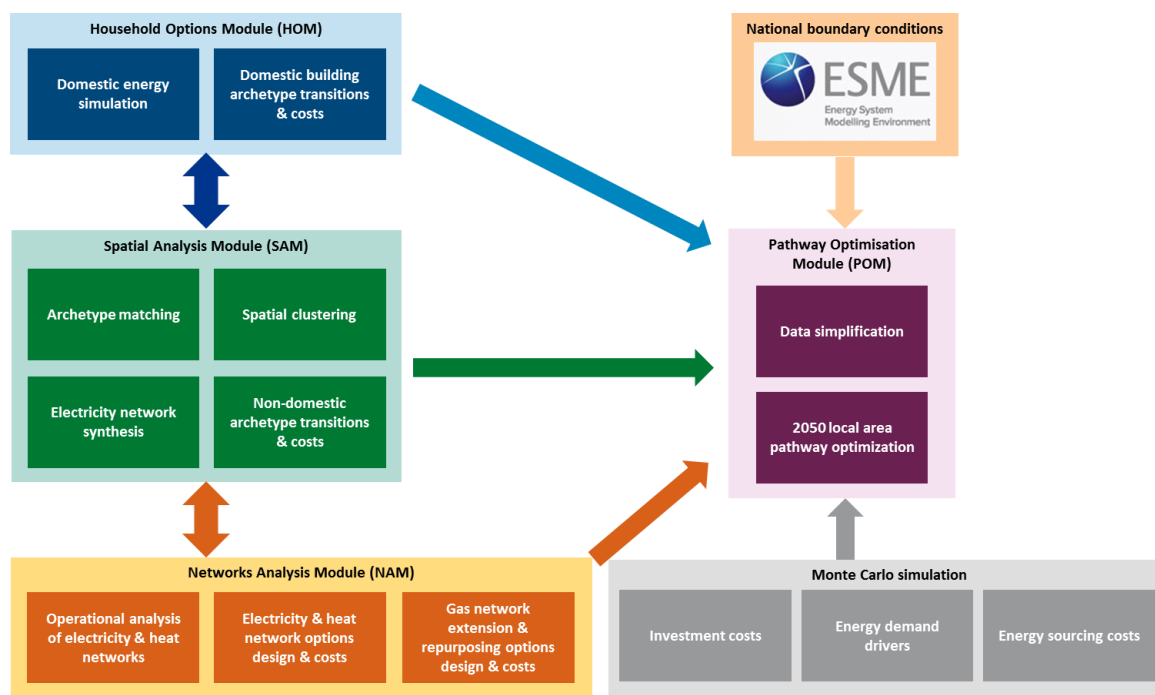 Household Options Module (HOM)
Domestic energy
simulation
Domestic building
archetype transitions
& costs
National boundary conditions
ESME
Energy System
Modelling Environment
Spatial Analysis Module (SAM)
Archetype matching
Spatial clustering
Electricity network
synthesis
Non-domestic
archetype transitions
& costs
Pathway Optimisation
Module (POM)
Data simplification
2050 local area
pathway optimization
Networks Analysis Module (NAM)
Operational analysis
of electricity & heat
networks
Electricity & heat
network options
design & costs
Gas network
extension &
repurposing options
design & costs
Monte Carlo simulation
Investment costs
Energy demand
drivers
Energy sourcing costs